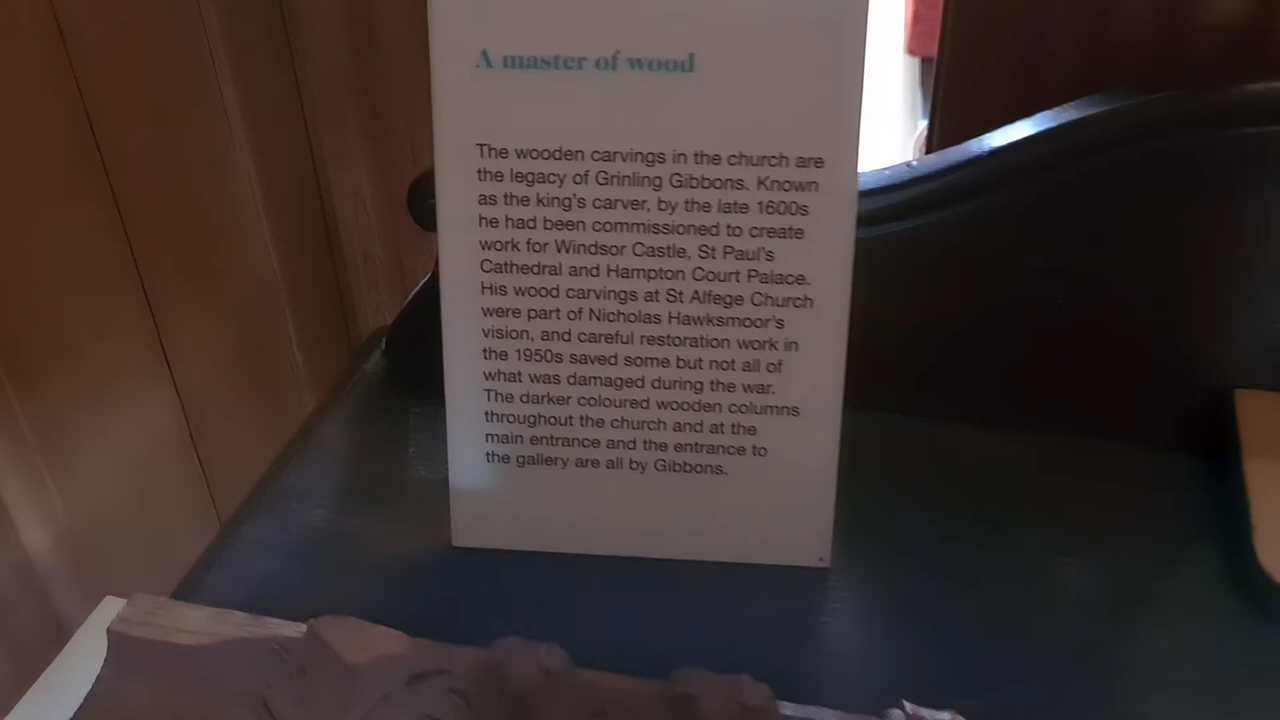 A master of wood
The wooden carvings in the church are
the legacy of Grinling Gibbons. Known
as the king's carver, by the late 1600s
he had been commissioned to create
work for Windsor Castle, St Paul's
Cathedral and Hampton Court Palace.
His wood carvings at St Alfege Church
were part of Nicholas Hawksmoor's
vision, and careful restoration work in
the 1950s saved some but not all of
what was damaged during the war.
The darker coloured wooden columns
throughout the church and at the
main entrance and the entrance to
the gallery are all by Gibbons.